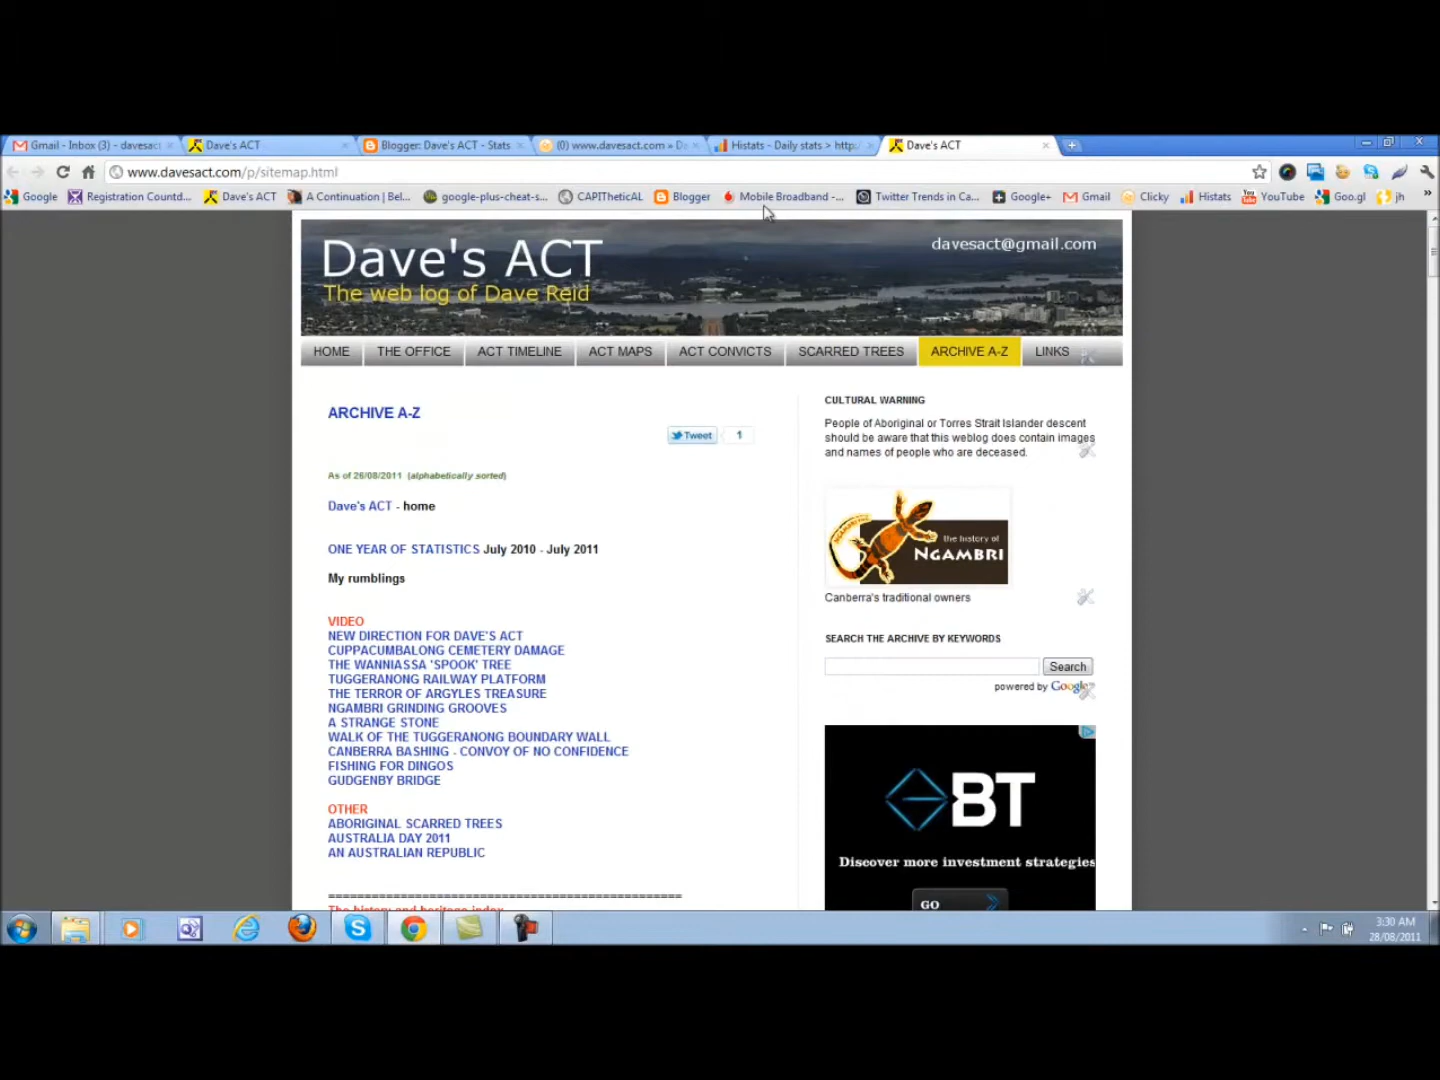 Gmail - Inbox (3) - davesact
Dave's ACT
Blogger: Dave's ACT - Stats
(0) www.davesact.com » Da
Histats - Daily stats > http:/
Dave's ACT
www.davesact.com/p/sitemap.html
Google
Registration Countd...
Dave's ACT
A Continuation | Bel...
google-plus-cheat-s...
CAPITheticAL
Blogger
Mobile Broadband -...
Twitter Trends in Ca...
Google+
Gmail
Clicky
Histats
YouTube
Goo.gl
jh
»
Dave's ACT
davesact@gmail.com
The web log of Dave Reid
HOME
THE OFFICE
ACT TIMELINE
ACT MAPS
ACT CONVICTS
SCARRED TREES
ARCHIVE A-Z
LINKS
ARCHIVE A-Z
Tweet
1
As of 26/08/2011 (alphabetically sorted)
Dave's ACT - home
ONE YEAR OF STATISTICS July 2010 - July 2011
My rumblings
VIDEO
NEW DIRECTION FOR DAVE'S ACT
CUPPACUMBALONG CEMETERY DAMAGE
THE WANNIASSA 'SPOOK' TREE
TUGGERANONG RAILWAY PLATFORM
THE TERROR OF ARGYLES TREASURE
NGAMBRI GRINDING GROOVES
A STRANGE STONE
WALK OF THE TUGGERANONG BOUNDARY WALL
CANBERRA BASHING - CONVOY OF NO CONFIDENCE
FISHING FOR DINGOS
GUDGENBY BRIDGE
OTHER
ABORIGINAL SCARRED TREES
AUSTRALIA DAY 2011
AN AUSTRALIAN REPUBLIC
=================================================
The history and heritage index
CULTURAL WARNING
People of Aboriginal or Torres Strait Islander descent
should be aware that this weblog does contain images
and names of people who are deceased.
the history of
NGAMBRI
Canberra's traditional owners
SEARCH THE ARCHIVE BY KEYWORDS
Search
powered by Google
BT
Discover more investment strategies
GO
3:30 AM
28/08/2011